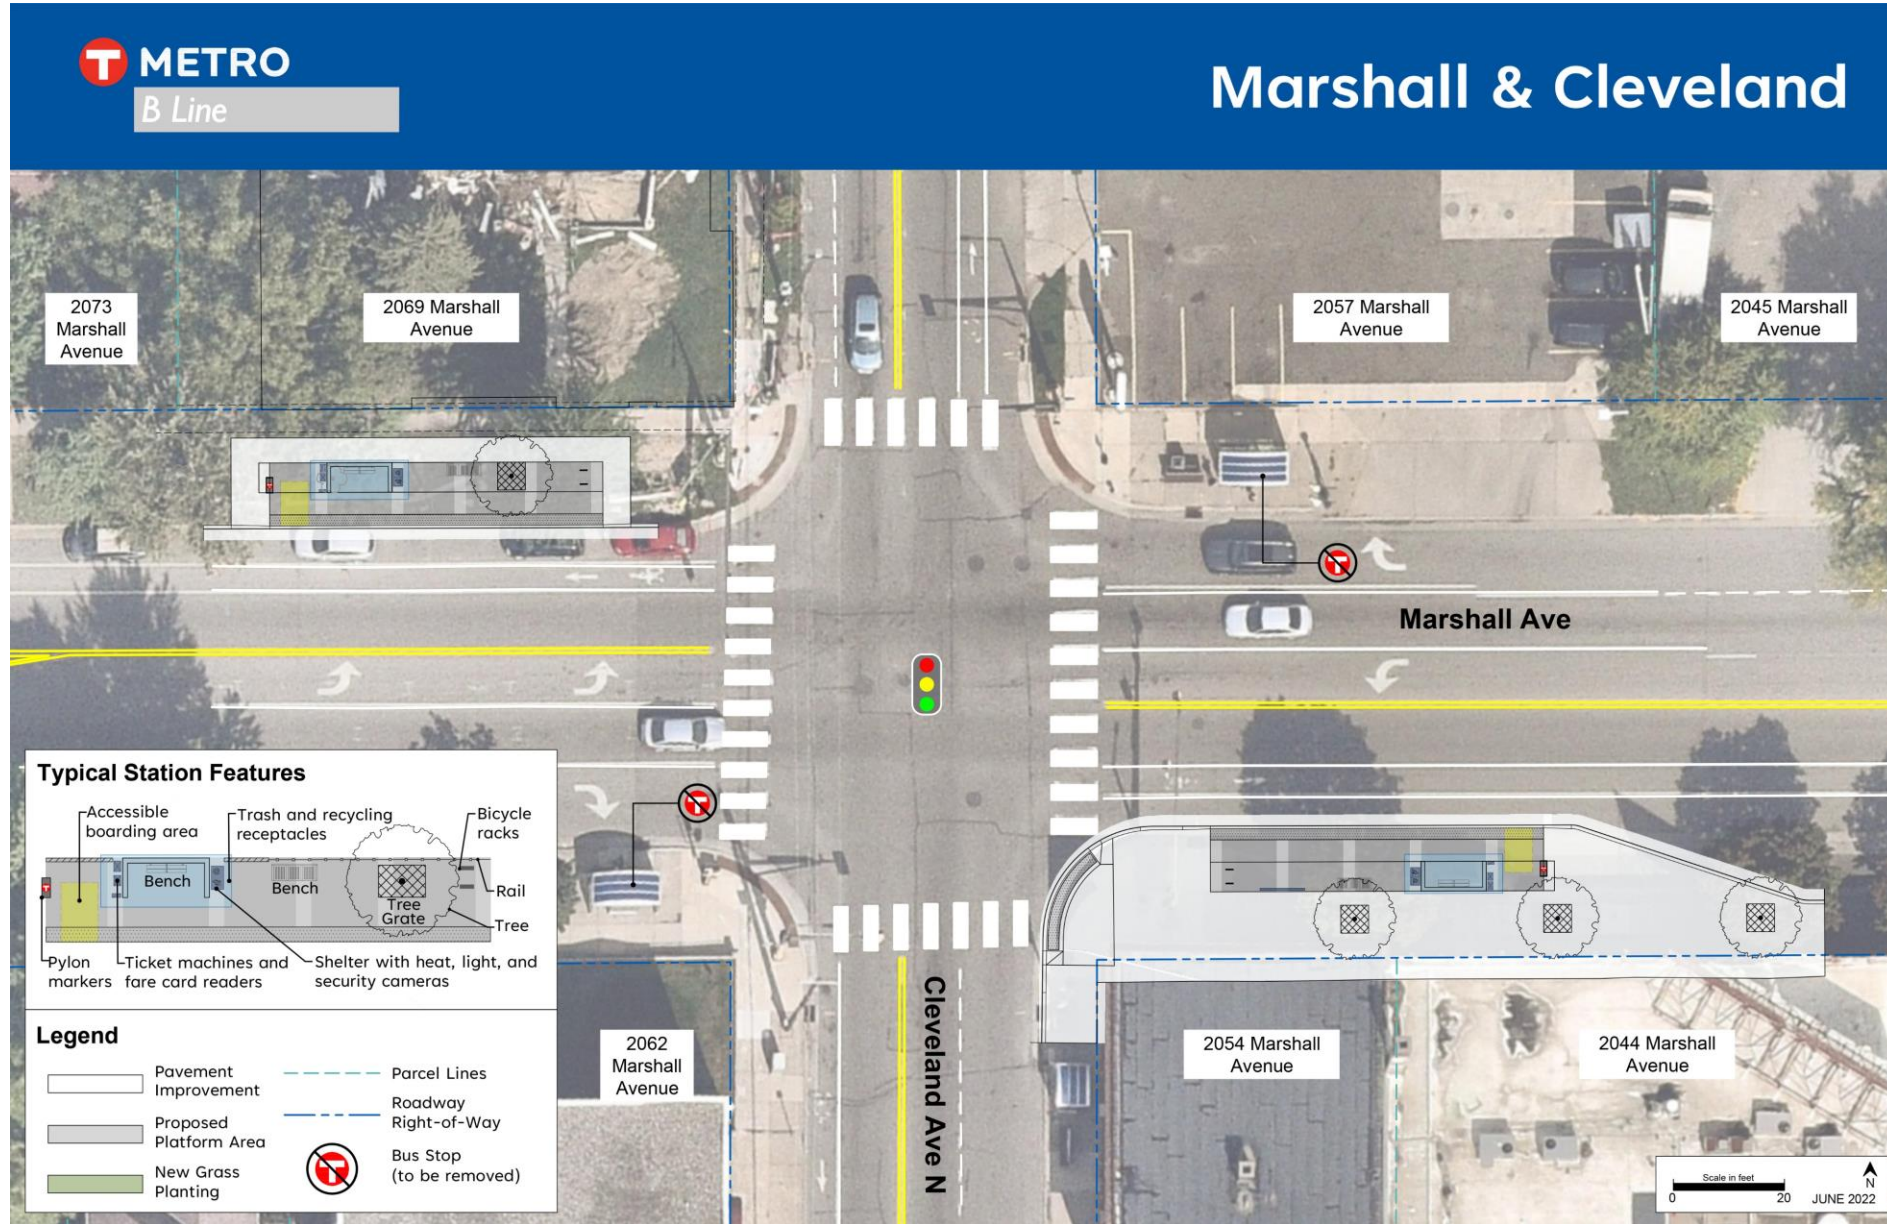 METRO
B Line
Marshall & Cleveland
2073
Marshall
Avenue
2069 Marshall
Avenue
2057 Marshall
Avenue
2045 Marshall
Avenue
Marshall Ave
Typical Station Features
Accessible
boarding area
Trash and recycling
receptacles
Bicycle
racks
Bench
Bench
Tree
Grate
Rail
Tree
Pylon
markers
Ticket machines and
fare card readers
Shelter with heat, light, and
security cameras
Legend
Pavement
Improvement
Proposed
Platform Area
New Grass
Planting
Parcel Lines
Roadway
Right-of-Way
Bus Stop
(to be removed)
2062
Marshall
Avenue
Cleveland Ave N
2054 Marshall
Avenue
2044 Marshall
Avenue
Scale in feet
0 20
N
JUNE 2022